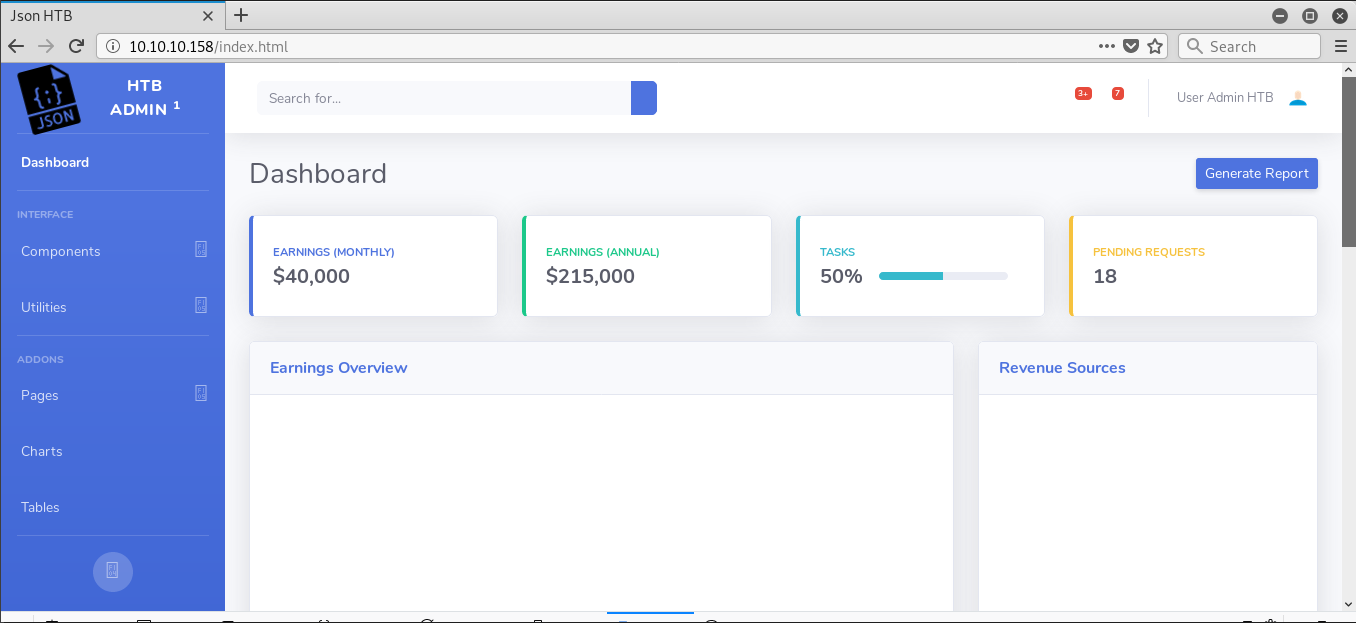 Json HTB
10.10.10.158/index.html
Search
{;}
JSON
HTB
ADMIN 1
Search for...
3+
7
User Admin HTB
Dashboard
INTERFACE
Components
Utilities
ADDONS
Pages
Charts
Tables
Dashboard
Generate Report
EARNINGS (MONTHLY)
$40,000
EARNINGS (ANNUAL)
$215,000
TASKS
50%
PENDING REQUESTS
18
Earnings Overview
Revenue Sources